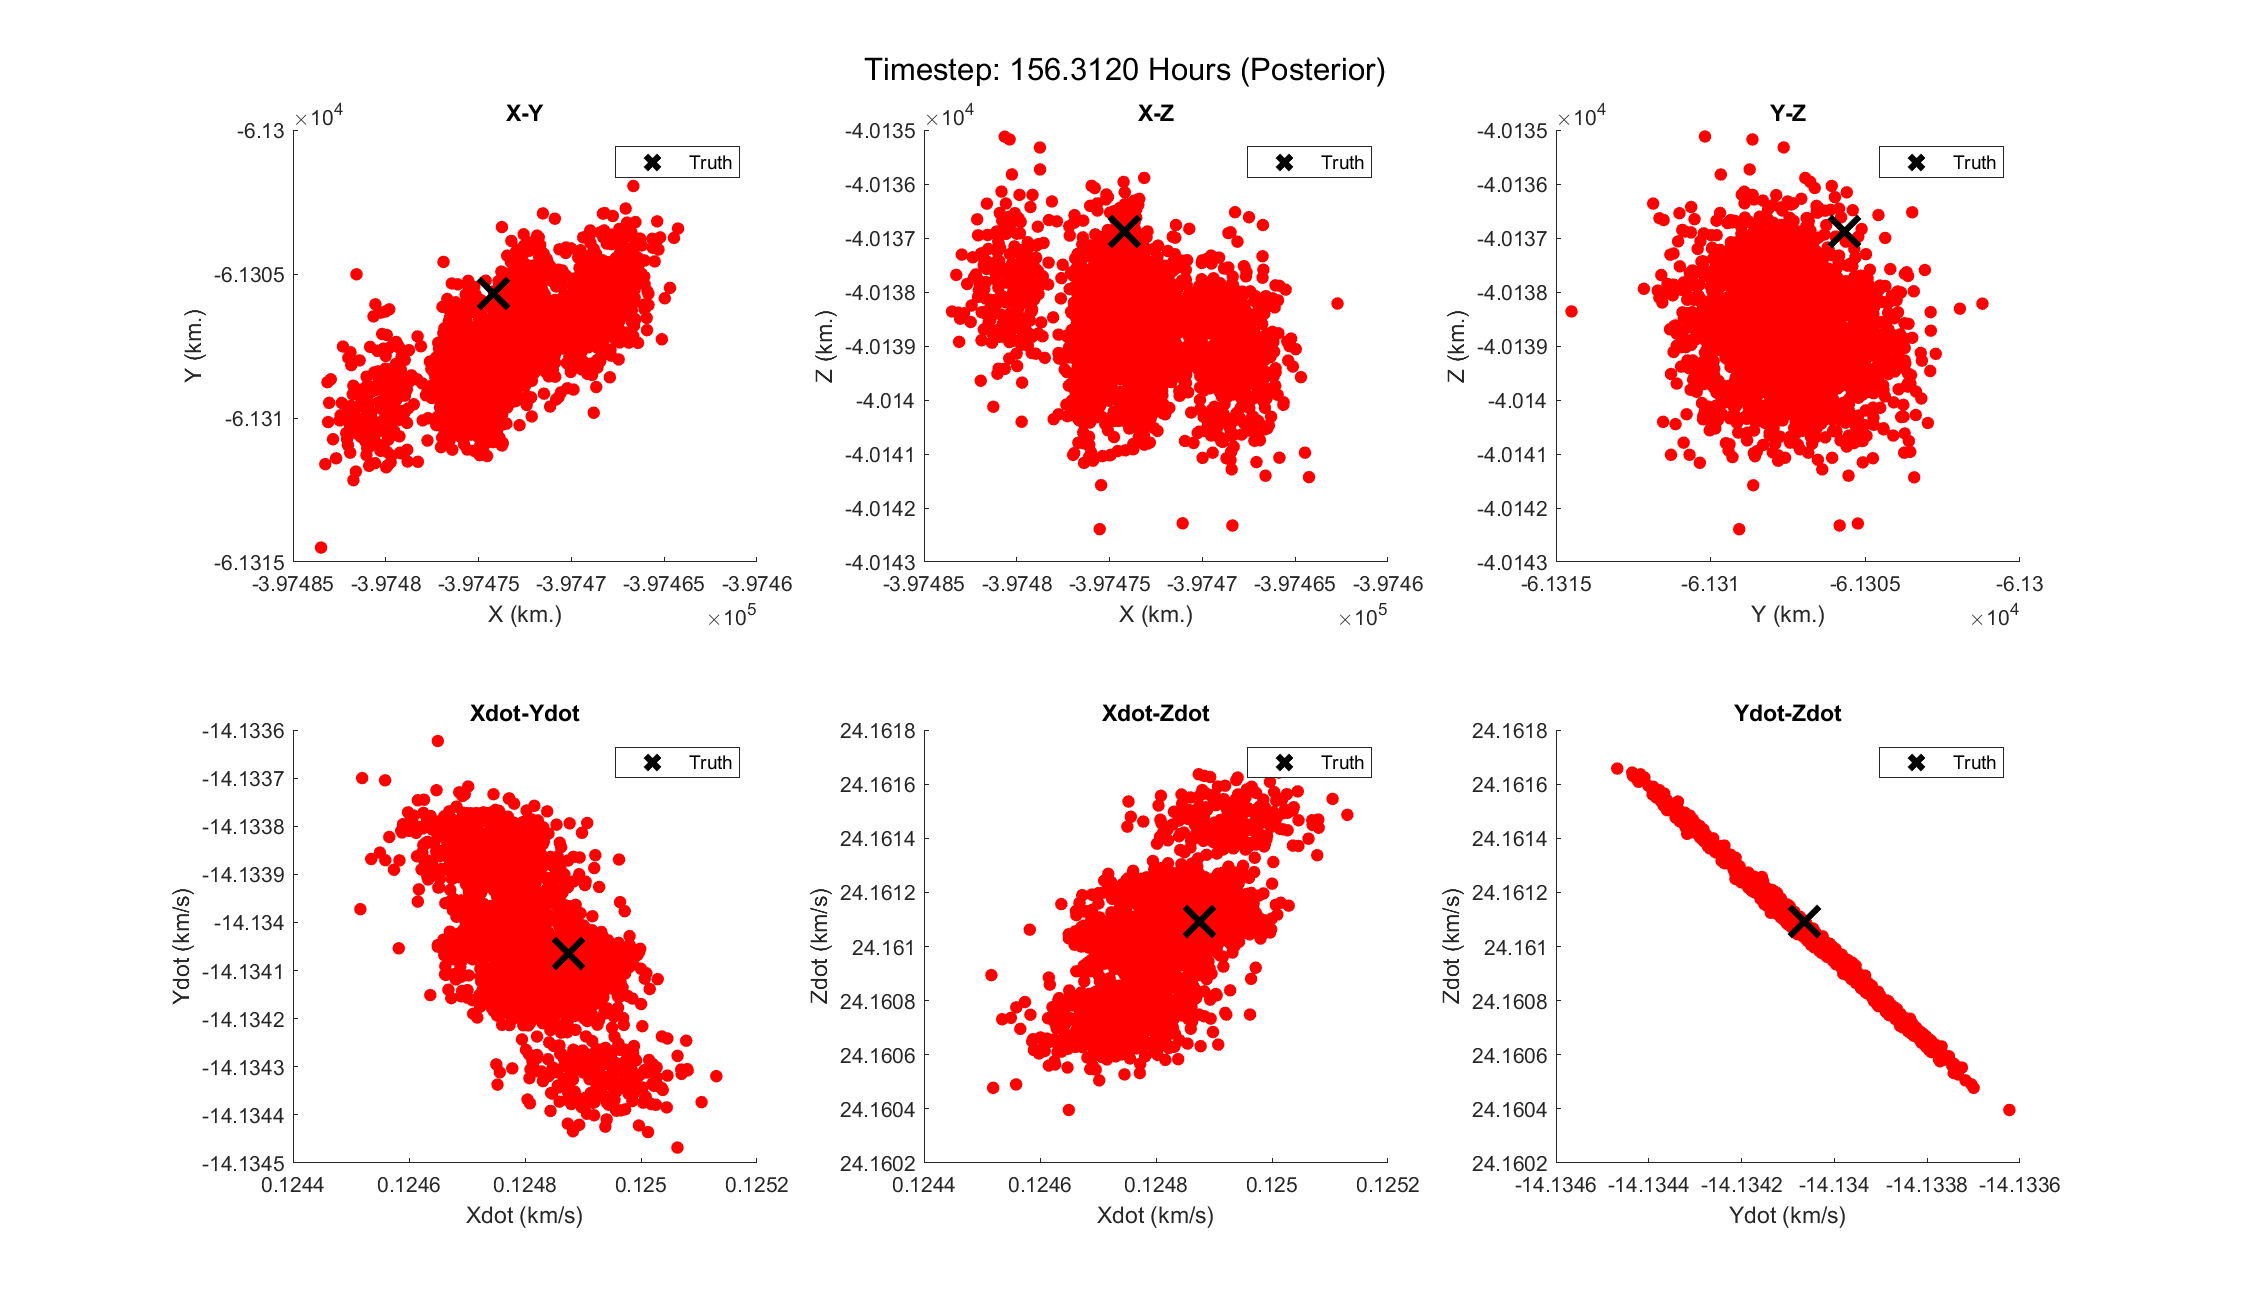 Timestep: 156.3120 Hours (Posterior)
X-Y
×10^4
-6.13
-6.1305
-6.131
-6.1315
Y (km.)
Truth
-3.97485 -3.9748 -3.97475 -3.9747 -3.97465 -3.9746
X (km.)
×10^5
X-Z
×10^4
-4.0135
-4.0136
-4.0137
-4.0138
-4.0139
-4.014
-4.0141
-4.0142
-4.0143
Z (km.)
Truth
-3.97485 -3.9748 -3.97475 -3.9747 -3.97465 -3.9746
X (km.)
×10^5
Y-Z
×10^4
-4.0135
-4.0136
-4.0137
-4.0138
-4.0139
-4.014
-4.0141
-4.0142
-4.0143
Z (km.)
Truth
-6.1315 -6.131 -6.1305 -6.13
Y (km.)
×10^4
Xdot-Ydot
-14.1336
-14.1337
-14.1338
-14.1339
-14.134
-14.1341
-14.1342
-14.1343
-14.1344
-14.1345
Ydot (km/s)
Truth
0.1244 0.1246 0.1248 0.125 0.1252
Xdot (km/s)
Xdot-Zdot
24.1618
24.1616
24.1614
24.1612
24.161
24.1608
24.1606
24.1604
24.1602
Zdot (km/s)
Truth
0.1244 0.1246 0.1248 0.125 0.1252
Xdot (km/s)
Ydot-Zdot
24.1618
24.1616
24.1614
24.1612
24.161
24.1608
24.1606
24.1604
24.1602
Zdot (km/s)
Truth
-14.1346 -14.1344 -14.1342 -14.134 -14.1338 -14.1336
Ydot (km/s)